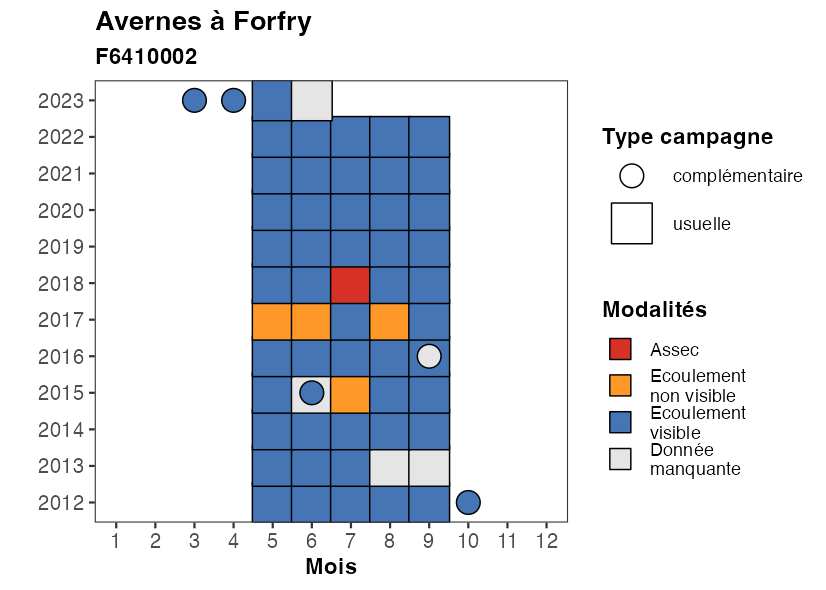 Avernes à Forfry
F6410002
2023
2022
2021
2020
2019
2018
2017
2016
2015
2014
2013
2012
1 2 3 4 5 6 7 8 9 10 11 12
Mois
Type campagne
complémentaire
usuelle
Modalités
Assec
Ecoulement
non visible
Ecoulement
visible
Donnée
manquante